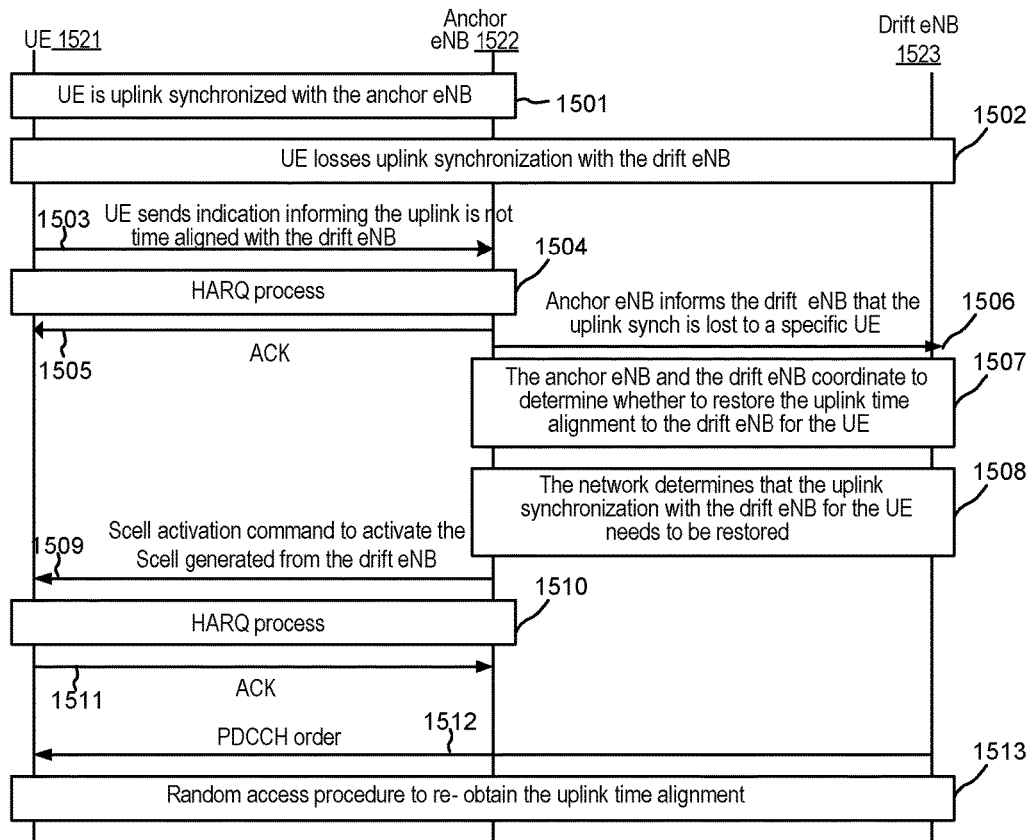 UE 1521
Anchor
eNB 1522
Drift eNB
1523
UE is uplink synchronized with the anchor eNB
1501
1502
UE losses uplink synchronization with the drift eNB
1503
UE sends indication informing the uplink is not
time aligned with the drift eNB
1504
HARQ process
Anchor eNB informs the drift eNB that the
uplink synch is lost to a specific UE
1506
1505
ACK
1507
The anchor eNB and the drift eNB coordinate to
determine whether to restore the uplink time
alignment to the drift eNB for the UE
1508
The network determines that the uplink
synchronization with the drift eNB for the UE
needs to be restored
Scell activation command to activate the
Scell generated from the drift eNB
1509
1510
HARQ process
1511
ACK
PDCCH order
1512
1513
Random access procedure to re- obtain the uplink time alignment